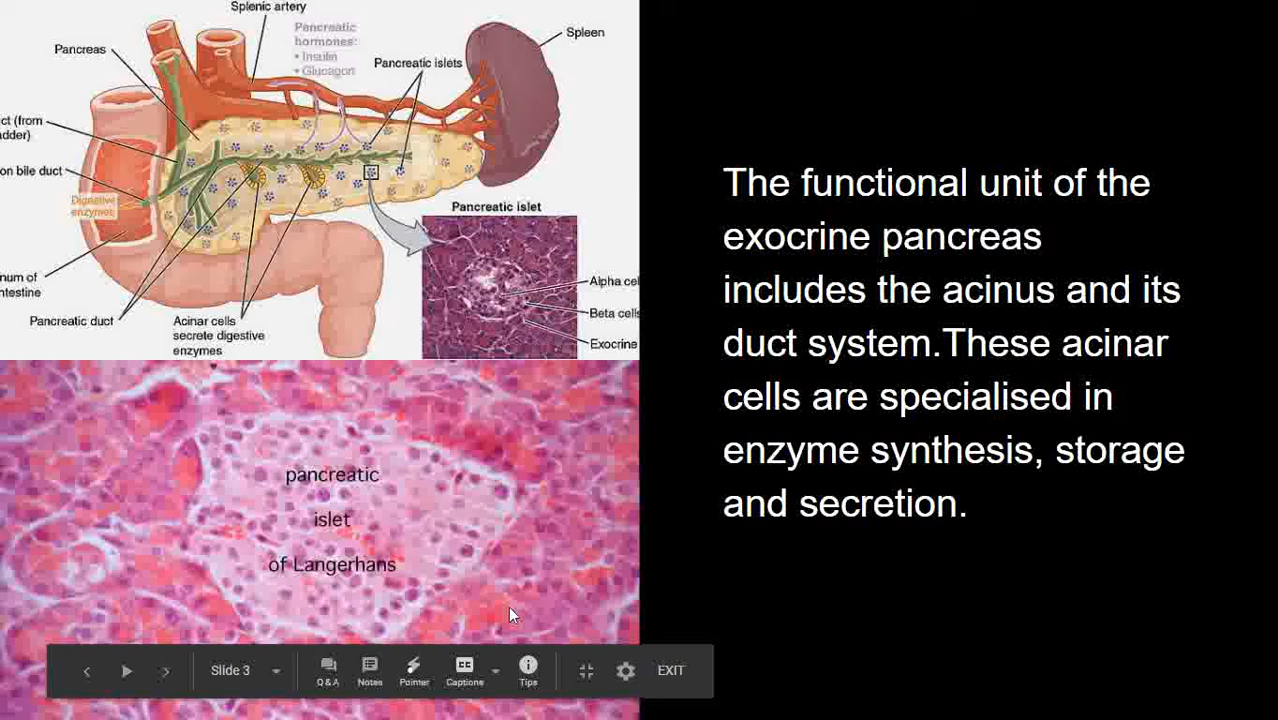 Splenic artery
Pancreatic
hormones:
• Insulin
• Glucagon
Spleen
Pancreas
Pancreatic islets
ct (from
adder)
on bile duct
Digestive
enzymes
Pancreatic islet
num of
ntestine
Alpha cel
Beta cells
Exocrine
Pancreatic duct
Acinar cells
secrete digestive
enzymes
pancreatic
islet
of Langerhans
The functional unit of the
exocrine pancreas
includes the acinus and its
duct system.These acinar
cells are specialised in
enzyme synthesis, storage
and secretion.
Slide 3
Q & A
Notes
Pointer
CC
Captions
Tips
EXIT